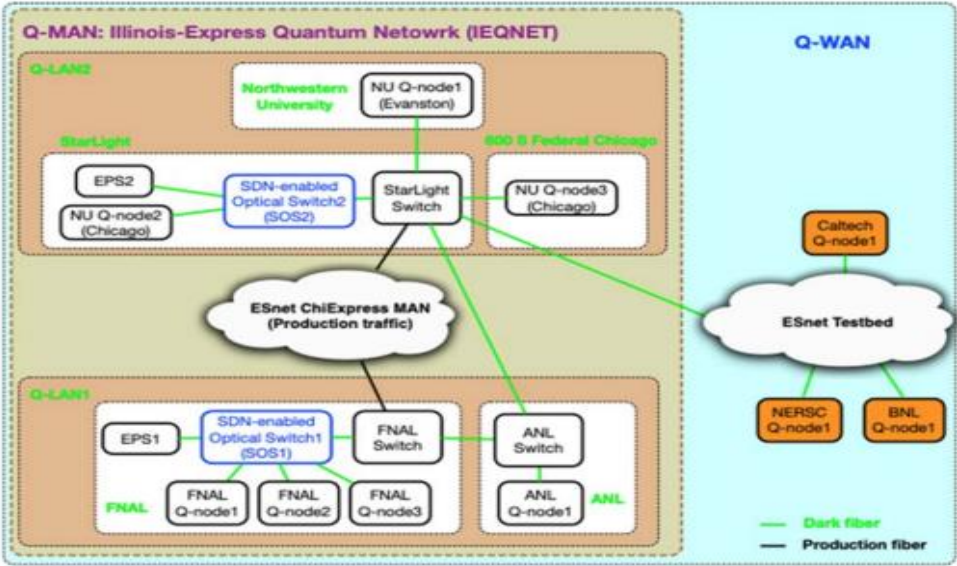 Q-MAN: Illinois-Express Quantum Netowrk (IEQNET)
Q-WAN
Q-LAN2
Northwestern
University
NU Q-node1
(Evanston)
StarLight
600 S Federal Chicago
EPS2
NU Q-node2
(Chicago)
SDN-enabled
Optical Switch2
(SOS2)
StarLight
Switch
NU Q-node3
(Chicago)
Caltech
Q-node1
ESnet ChiExpress MAN
(Production traffic)
ESnet Testbed
NERSC
Q-node1
BNL
Q-node1
Q-LAN1
EPS1
SDN-enabled
Optical Switch1
(SOS1)
FNAL
Switch
ANL
Switch
FNAL
FNAL
Q-node1
FNAL
Q-node2
FNAL
Q-node3
ANL
Q-node1
ANL
Dark fiber
Production fiber